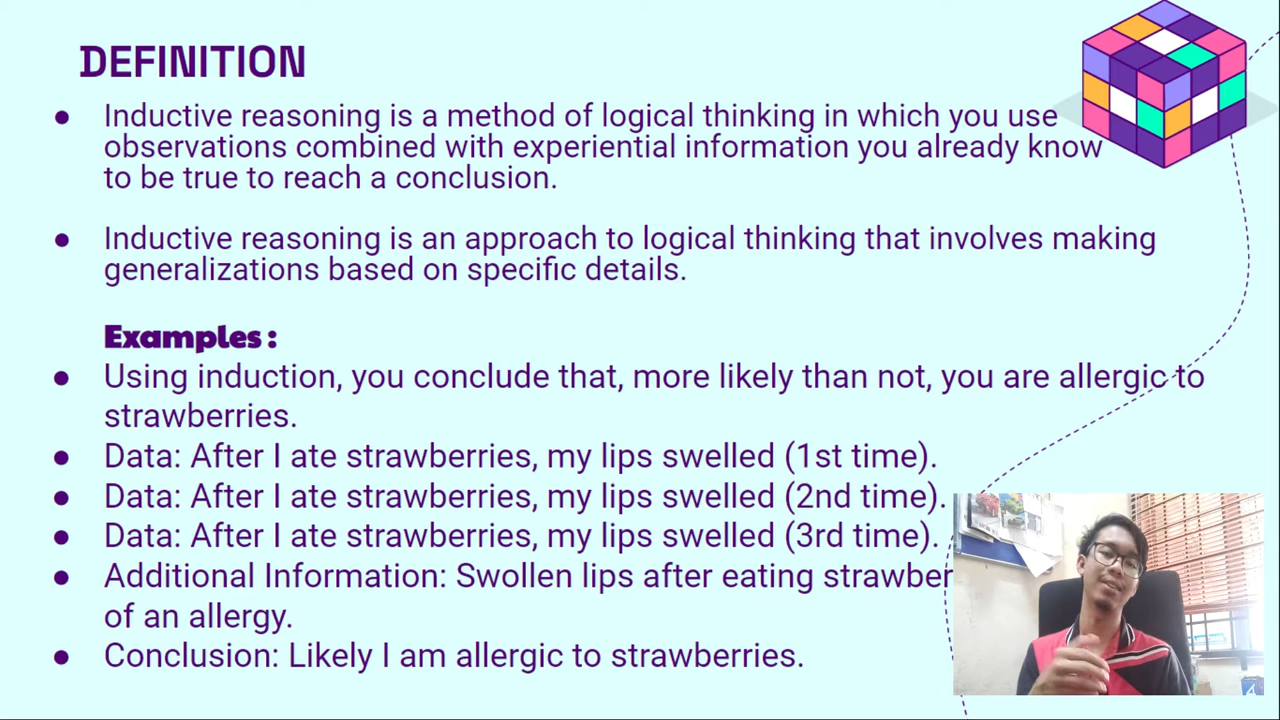 DEFINITION
● Inductive reasoning is a method of logical thinking in which you use
observations combined with experiential information you already know
to be true to reach a conclusion.
● Inductive reasoning is an approach to logical thinking that involves making
generalizations based on specific details.
Examples :
● Using induction, you conclude that, more likely than not, you are allergic to
strawberries.
● Data: After I ate strawberries, my lips swelled (1st time).
● Data: After I ate strawberries, my lips swelled (2nd time).
● Data: After I ate strawberries, my lips swelled (3rd time).
● Additional Information: Swollen lips after eating
of an allergy.
● Conclusion: Likely I am allergic to strawberries.